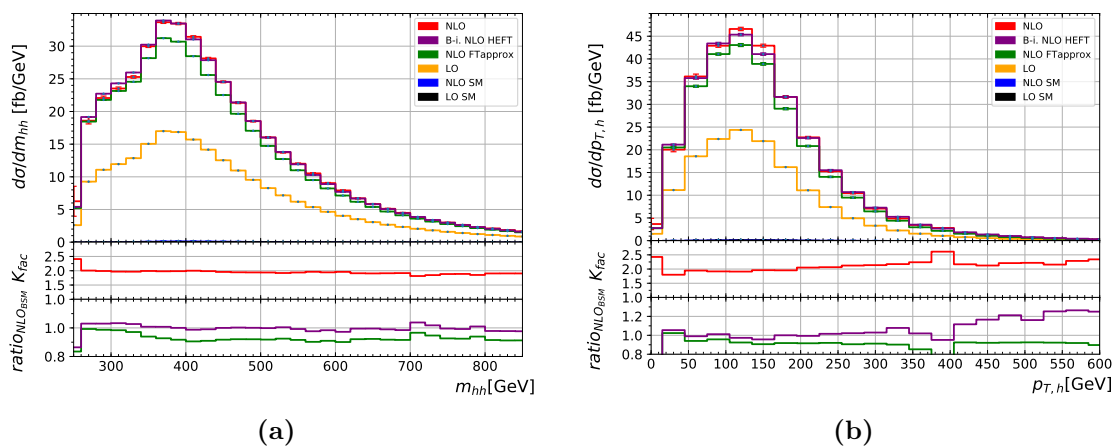 dσ/dm_hh [fb/GeV]
30
25
20
15
10
5
0
NLO
B-i. NLO HEFT
NLO FTapprox
LO
NLO SM
LO SM
K_fac
2.5
2.0
1.5
1.0
ratio_NLO_BSM
1.0
0.8
300 400 500 600 700 800
m_hh[GeV]
(a)
dσ/dp_T, h [fb/GeV]
45
40
35
30
25
20
15
10
5
0
NLO
B-i. NLO HEFT
NLO FTapprox
LO
NLO SM
LO SM
K_fac
2.5
2.0
1.5
1.0
ratio_NLO_BSM
1.2
1.0
0.8
0 50 100 150 200 250 300 350 400 450 500 550 600
p_T, h[GeV]
(b)